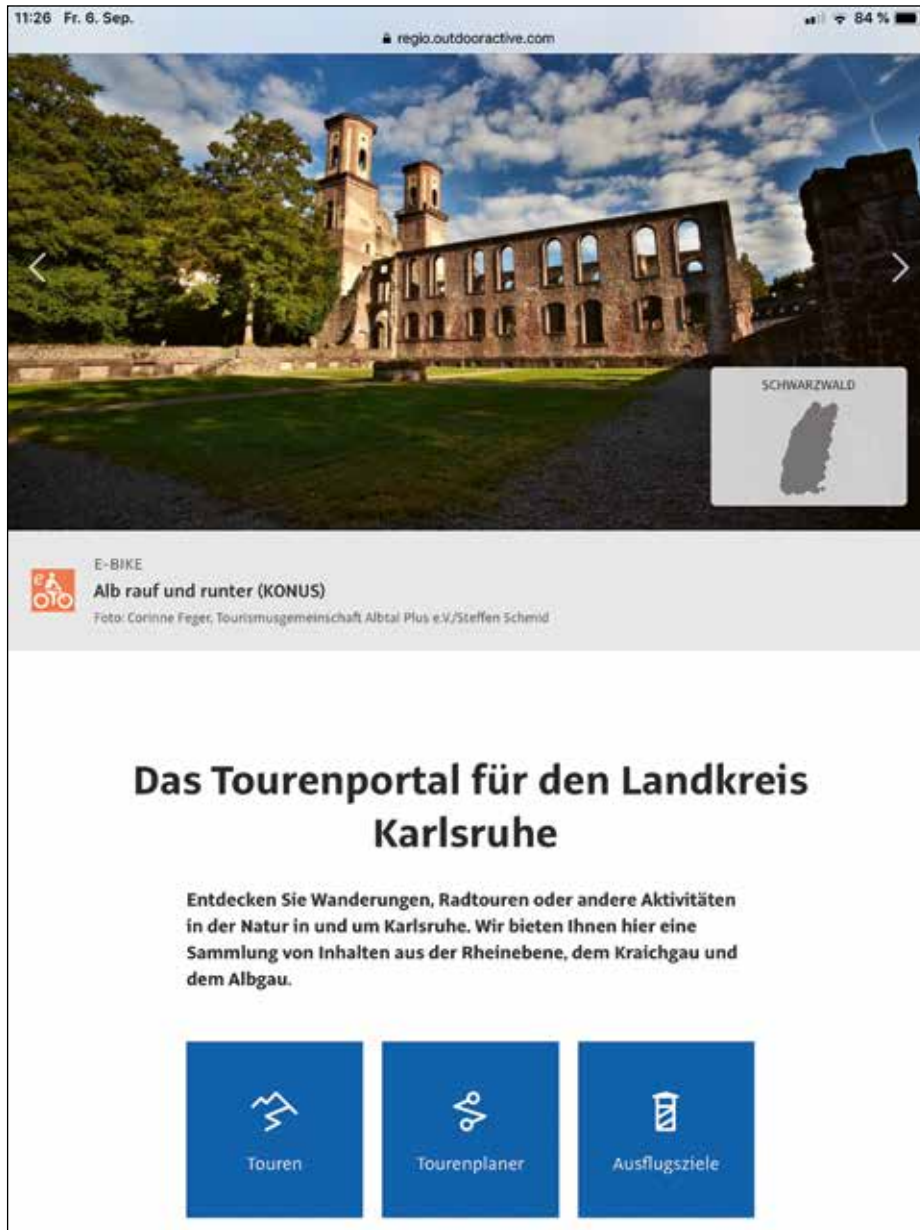 11:26 Fr. 6. Sep.
84 %
regio.outdooractive.com
SCHWARZWALD
e
E-BIKE
Alb rauf und runter (KONUS)
Foto: Corinne Feger, Tourismusgemeinschaft Albtal Plus e.V./Steffen Schmid
Das Tourenportal für den Landkreis
Karlsruhe
Entdecken Sie Wanderungen, Radtouren oder andere Aktivitäten
in der Natur in und um Karlsruhe. Wir bieten Ihnen hier eine
Sammlung von Inhalten aus der Rheinebene, dem Kraichgau und
dem Albgau.
Touren
Tourenplaner
Ausflugsziele